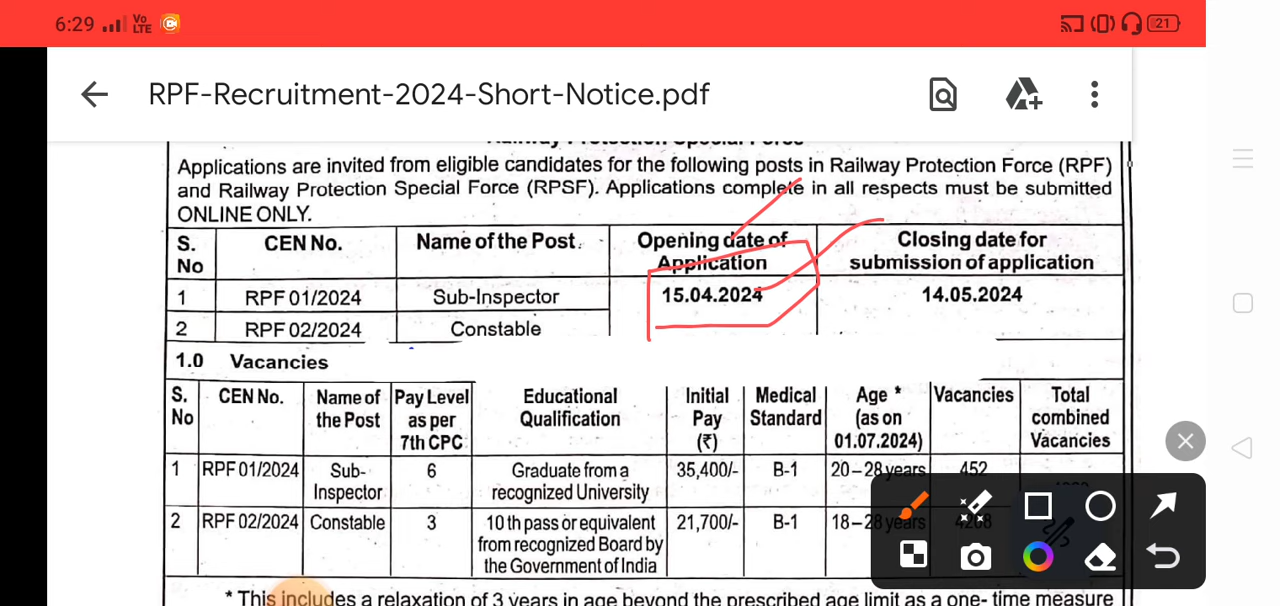 6:29 Vo LTE 21
RPF-Recruitment-2024-Short-Notice.pdf
Railway Protection Special Force
Applications are invited from eligible candidates for the following posts in Railway Protection Force (RPF)
and Railway Protection Special Force (RPSF). Applications complete in all respects must be submitted
ONLINE ONLY.
S. No CEN No. Name of the Post Opening date of Application Closing date for submission of application
1 RPF 01/2024 Sub-Inspector 15.04.2024 14.05.2024
2 RPF 02/2024 Constable
1.0 Vacancies
S. No CEN No. Name of the Post Pay Level as per 7th CPC Educational Qualification Initial Pay (₹) Medical Standard Age * (as on 01.07.2024) Vacancies Total combined Vacancies
1 RPF 01/2024 Sub-Inspector 6 Graduate from a recognized University 35,400/- B-1 20–28 years 452
2 RPF 02/2024 Constable 3 10th pass or equivalent from recognized Board by the Government of India 21,700/- B-1 18–28 years
* This includes a relaxation of 3 years in age beyond the prescribed age limit as a one- time measure